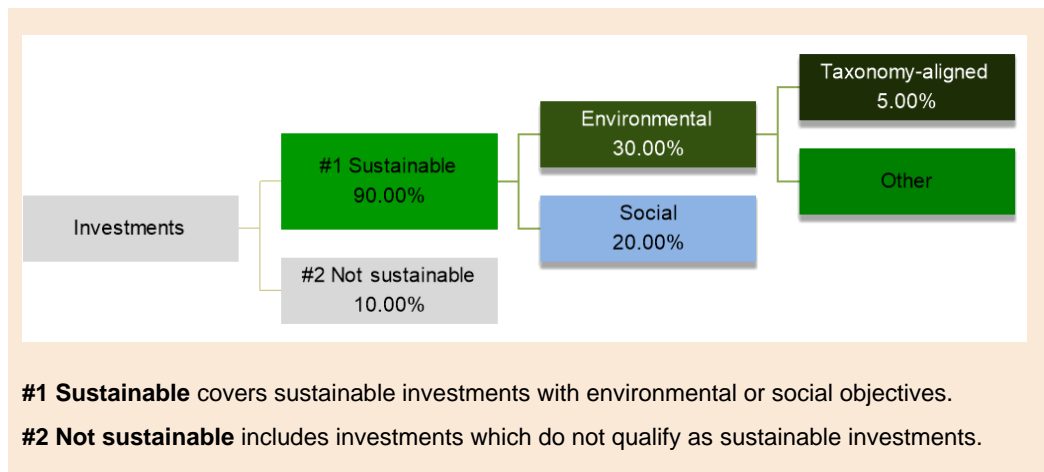 Investments
#1 Sustainable
90.00%
#2 Not sustainable
10.00%
Environmental
30.00%
Social
20.00%
Taxonomy-aligned
5.00%
Other
#1 Sustainable covers sustainable investments with environmental or social objectives.
#2 Not sustainable includes investments which do not qualify as sustainable investments.